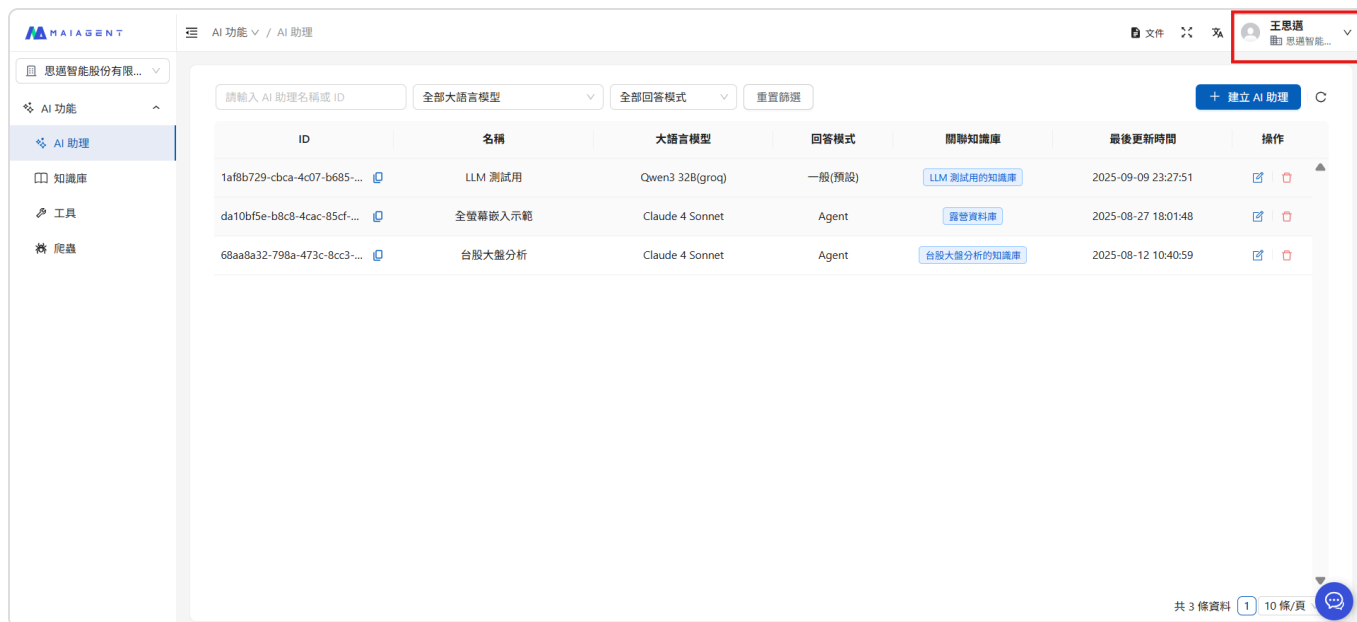 MAIAGENT
AI 功能 / AI 助理
文件
王思邁
思邁智能...
思邁智能股份有限...
AI 功能
AI 助理
知識庫
工具
爬蟲
請輸入 AI 助理名稱或 ID 全部大語言模型 全部回答模式 重置篩選 + 建立 AI 助理
ID 名稱 大語言模型 回答模式 關聯知識庫 最後更新時間 操作
1af8b729-cbca-4c07-b685-... LLM 測試用 Qwen3 32B(groq) 一般(預設) LLM 測試用的知識庫 2025-09-09 23:27:51
da10bf5e-b8c8-4cac-85cf-... 全螢幕嵌入示範 Claude 4 Sonnet Agent 露營資料庫 2025-08-27 18:01:48
68aa8a32-798a-473c-8cc3-... 台股大盤分析 Claude 4 Sonnet Agent 台股大盤分析的知識庫 2025-08-12 10:40:59
共 3 條資料 1 10 條/頁